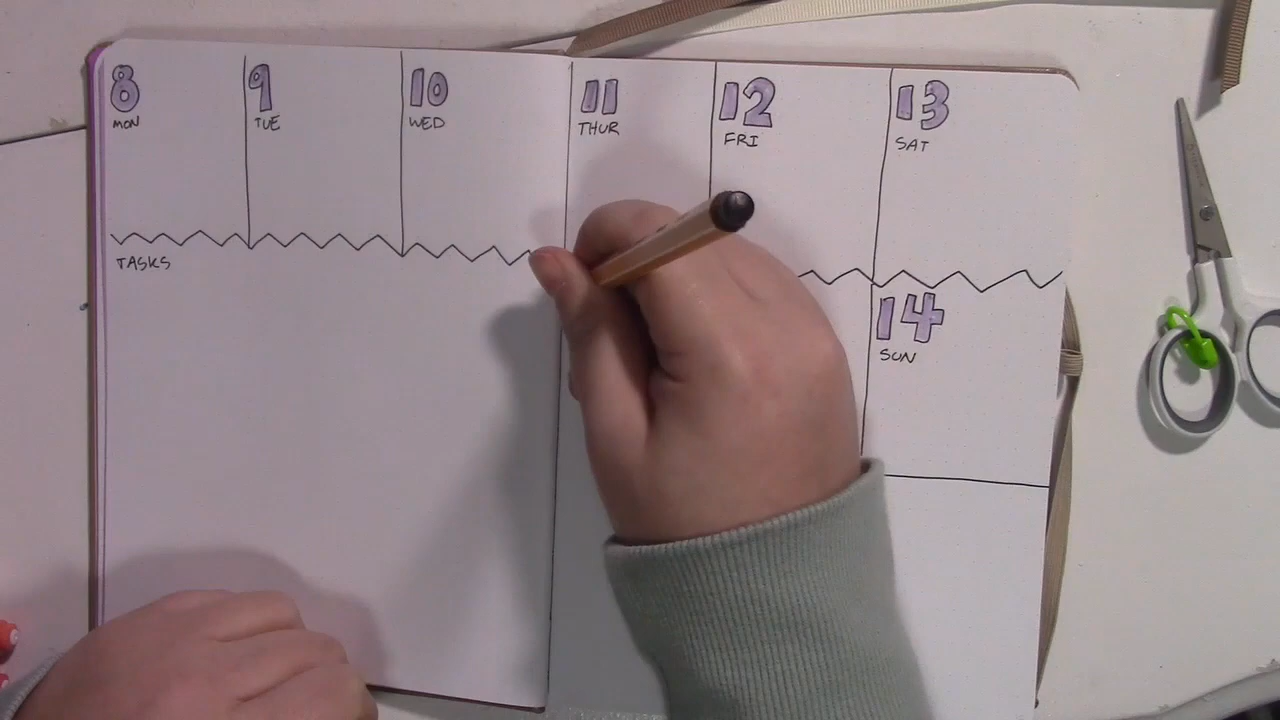 8 9 10 11 12 13
MON TUE WED THUR FRI SAT
TASKS
14
SUN